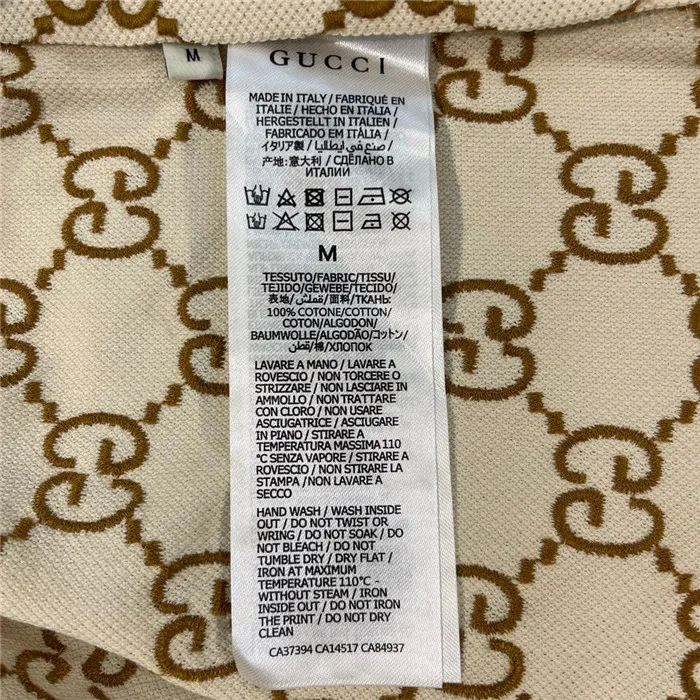 M
GUCCI
MADE IN ITALY / FABRIQUÉ EN
ITALIE / HECHO EN ITALIA /
HERGESTELLT IN ITALIEN /
FABRICADO EM ITÁLIA /
イタリア製 / صنع في ايطاليا /
产地:意大利 / СДЕЛАНО В
ИТАЛИИ
M
TESSUTO/FABRIC/TISSU/
TEJIDO/GEWEBE/TECIDO/
表地/قماش/面料/ТКАНЬ:
100% COTONE/COTTON/
COTON/ALGODON/
BAUMWOLLE/ALGODÃO/コットン/
قطن/棉/ХЛОПОК
LAVARE A MANO / LAVARE A
ROVESCIO / NON TORCERE O
STRIZZARE / NON LASCIARE IN
AMMOLLO / NON TRATTARE
CON CLORO / NON USARE
ASCIUGATRICE / ASCIUGARE
IN PIANO / STIRARE A
TEMPERATURA MASSIMA 110
°C SENZA VAPORE / STIRARE A
ROVESCIO / NON STIRARE LA
STAMPA / NON LAVARE A
SECCO
HAND WASH / WASH INSIDE
OUT / DO NOT TWIST OR
WRING / DO NOT SOAK / DO
NOT BLEACH / DO NOT
TUMBLE DRY / DRY FLAT /
IRON AT MAXIMUM
TEMPERATURE 110°C -
WITHOUT STEAM / IRON
INSIDE OUT / DO NOT IRON
THE PRINT / DO NOT DRY
CLEAN
CA37394 CA14517 CA84937